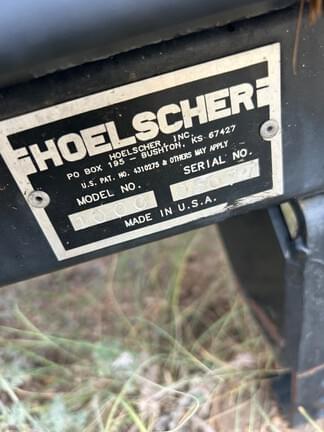 HOELSCHER
HOELSCHER, INC.
PO BOX 195 – BUSHTON, KS 67427
U.S. PAT. NO. 4310275 & OTHERS MAY APPLY
MODEL NO. SERIAL NO.
1000
MADE IN U.S.A.